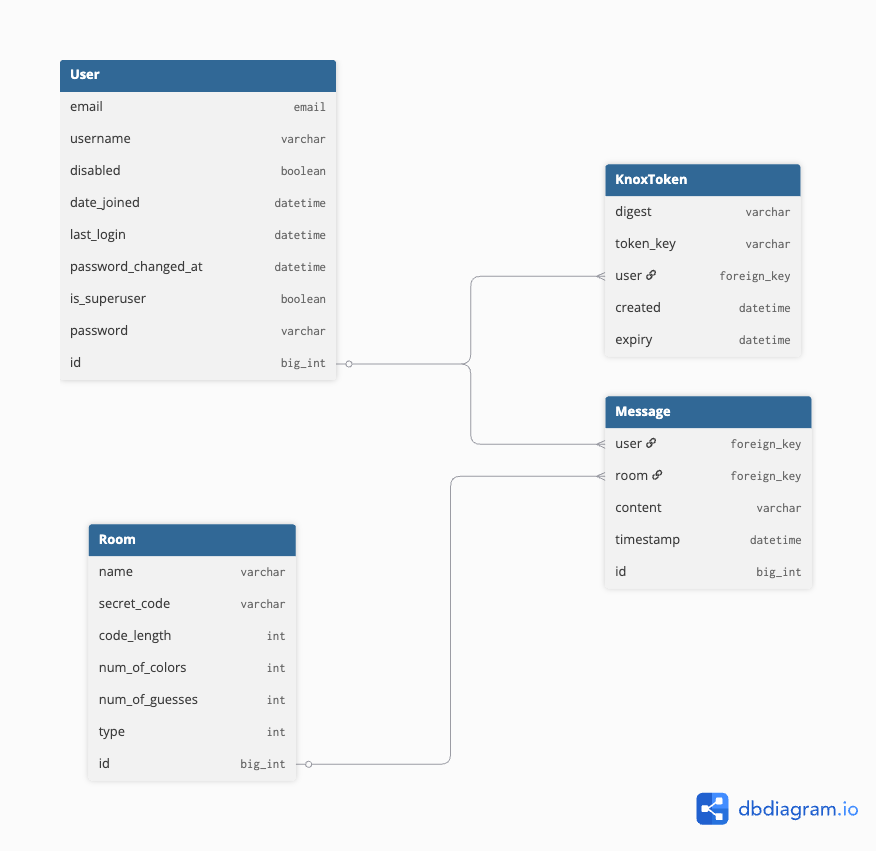 User
email email
username varchar
disabled boolean
date_joined datetime
last_login datetime
password_changed_at datetime
is_superuser boolean
password varchar
id big_int
KnoxToken
digest varchar
token_key varchar
user foreign_key
created datetime
expiry datetime
Message
user foreign_key
room foreign_key
content varchar
timestamp datetime
id big_int
Room
name varchar
secret_code varchar
code_length int
num_of_colors int
num_of_guesses int
type int
id big_int
dbdiagram.io